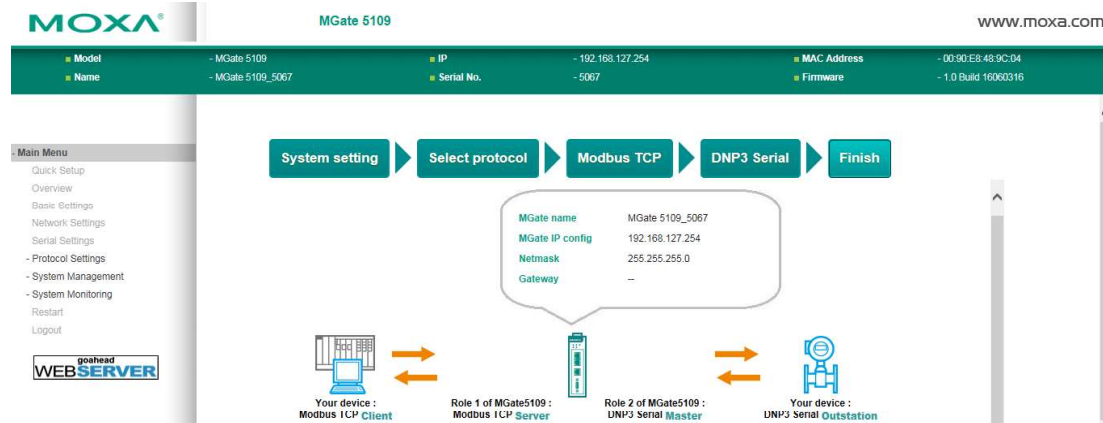 MOXA®
MGate 5109
www.moxa.com
Model - MGate 5109 IP - 192.168.127.254 MAC Address - 00:90:E8:48:9C:04
Name - MGate 5109_5067 Serial No. - 5067 Firmware - 1.0 Build 16060316
- Main Menu
Quick Setup
Overview
Basic Settings
Network Settings
Serial Settings
- Protocol Settings
- System Management
- System Monitoring
Restart
Logout
goahead
WEBSERVER
System setting Select protocol Modbus TCP DNP3 Serial Finish
MGate name MGate 5109_5067
MGate IP config 192.168.127.254
Netmask 255.255.255.0
Gateway --
Your device :
Modbus TCP Client
Role 1 of MGate5109 :
Modbus TCP Server
Role 2 of MGate5109 :
DNP3 Serial Master
Your device :
DNP3 Serial Outstation